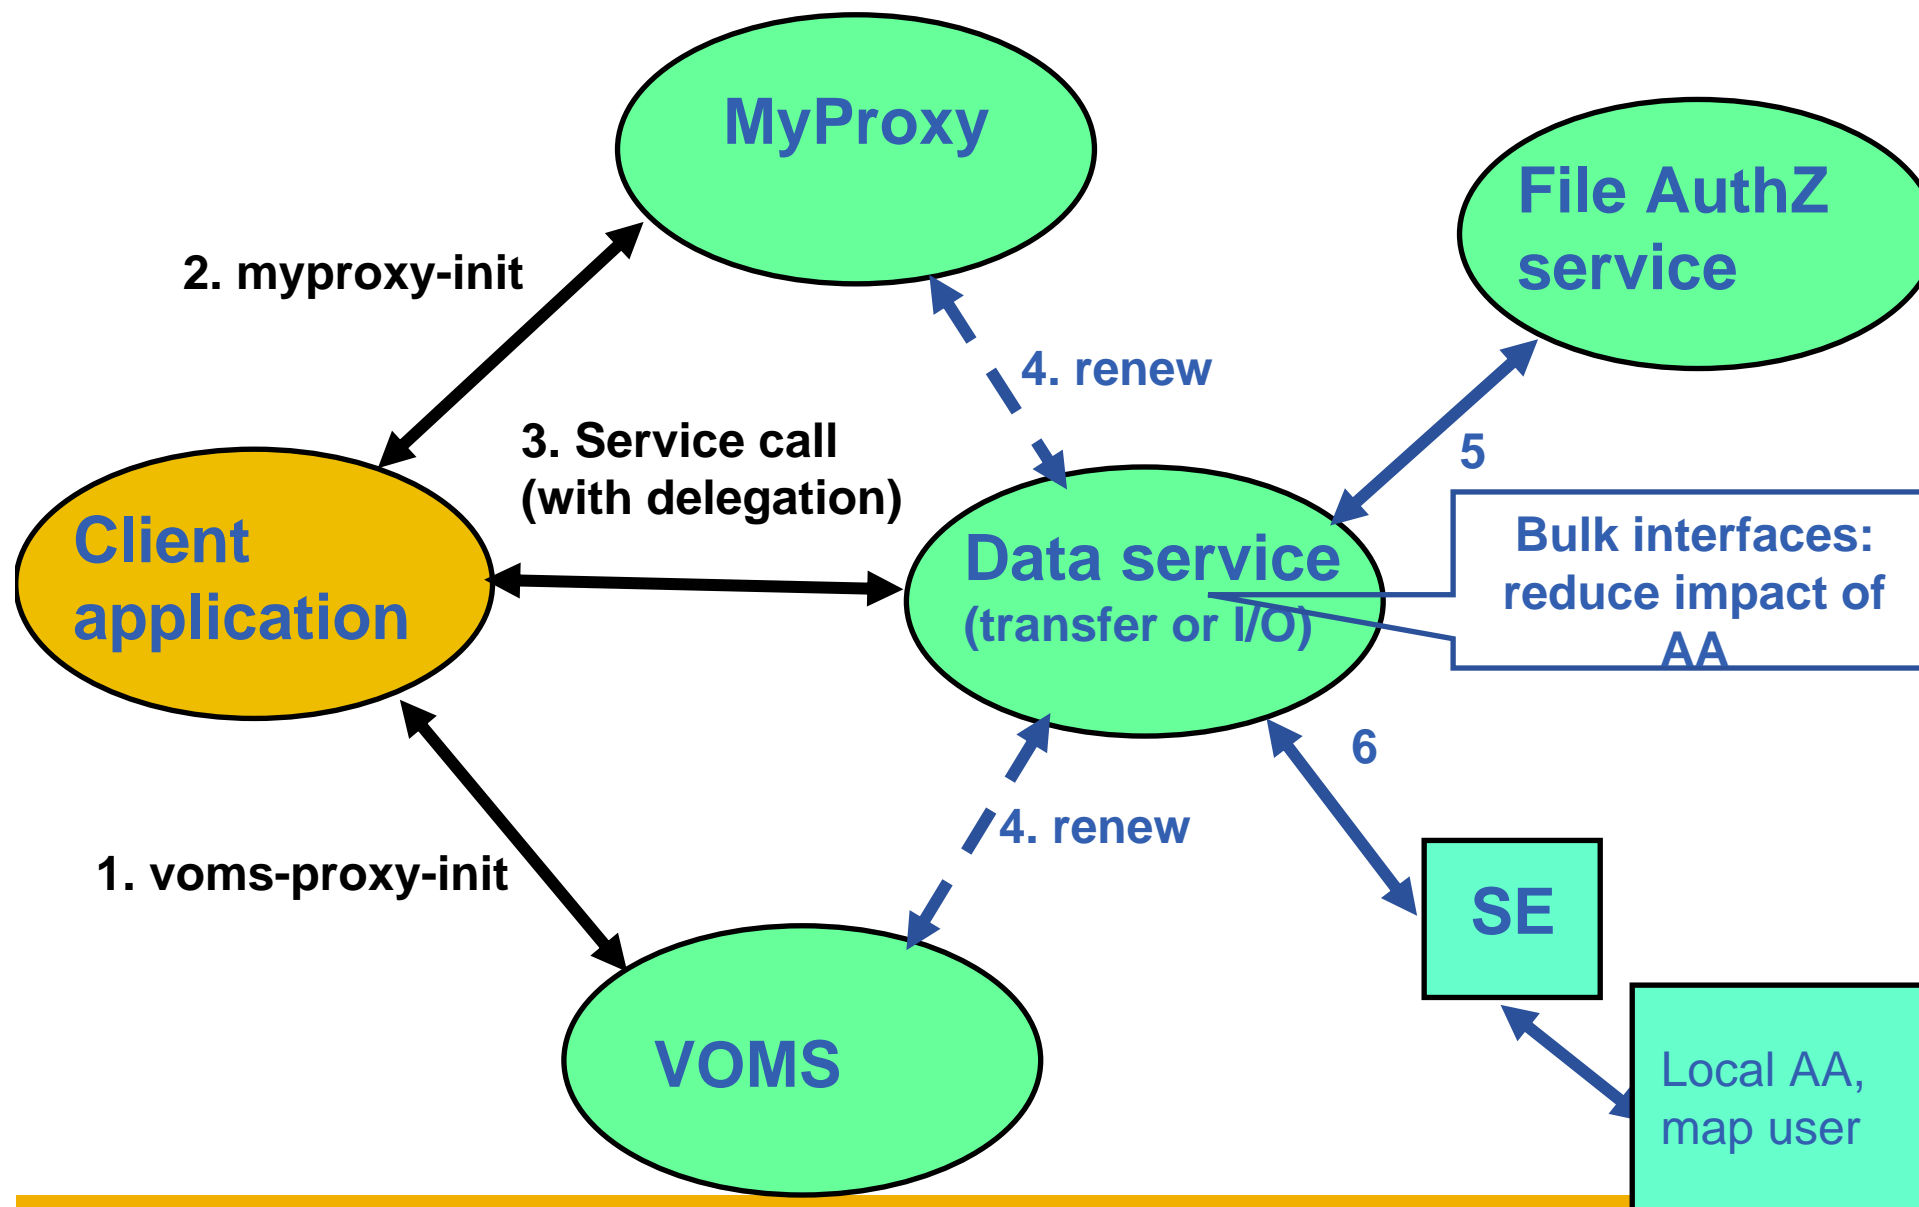 MyProxy
File AuthZ
service
2. myproxy-init
4. renew
3. Service call
(with delegation)
5
Client
application
Data service
(transfer or I/O)
Bulk interfaces:
reduce impact of
AA
6
4. renew
1. voms-proxy-init
SE
VOMS
Local AA,
map user